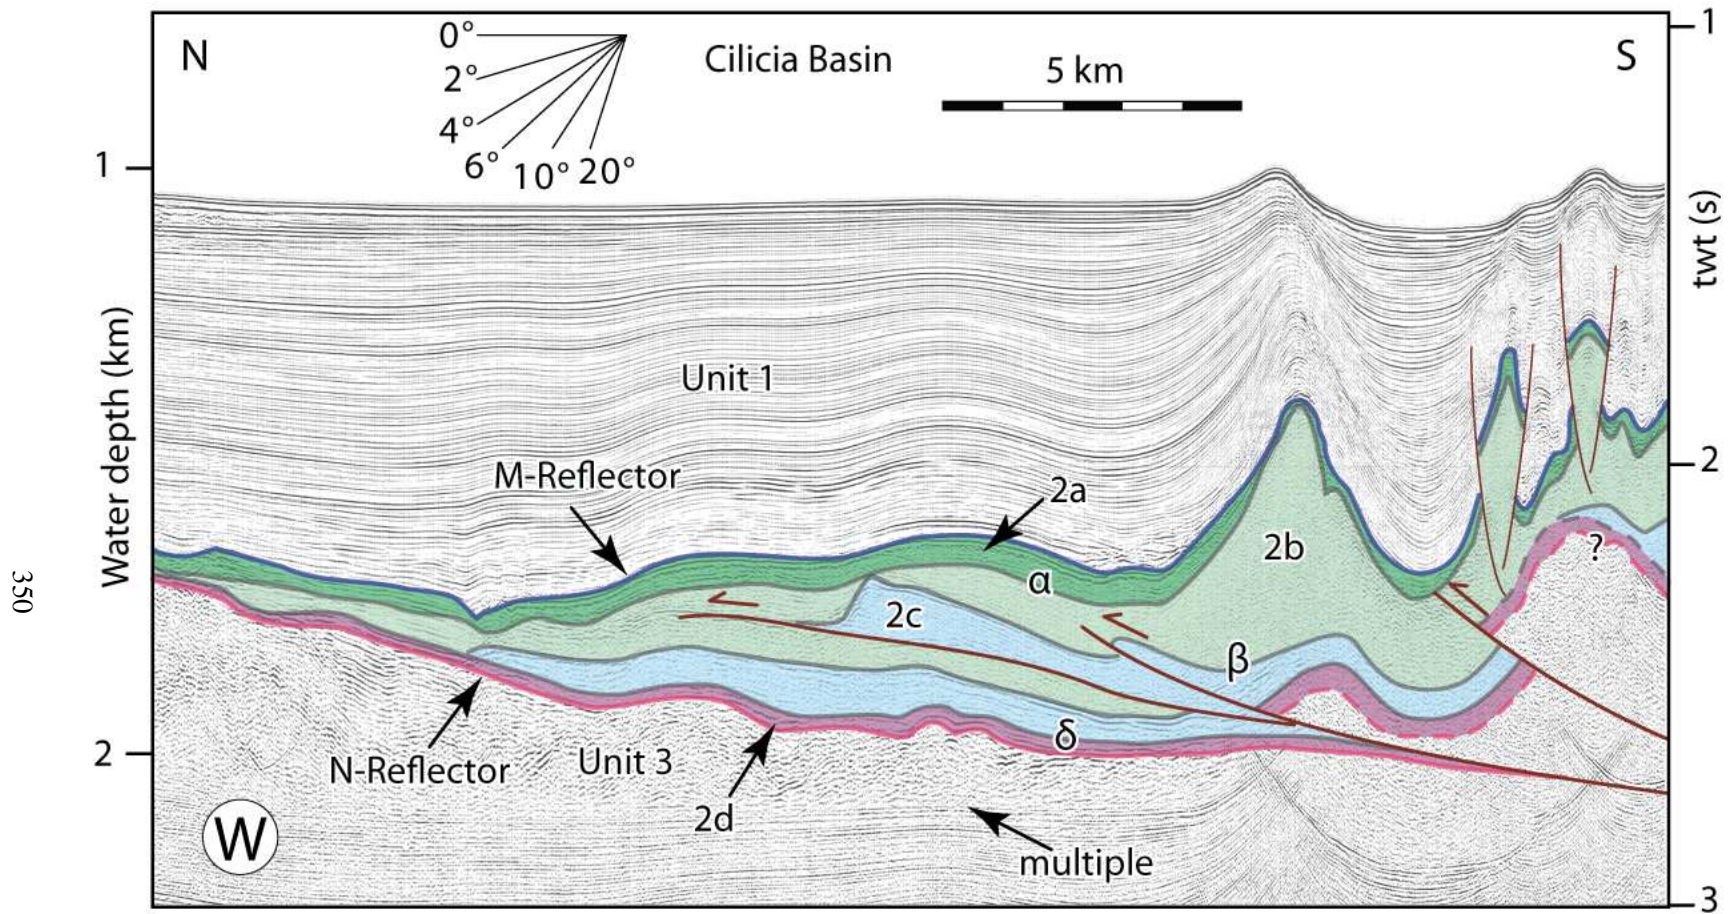 N
0°
2°
4°
6°
10°
20°
Cilicia Basin
5 km
S
1
1
twt (s)
Water depth (km)
Unit 1
M-Reflector
2a
2
2b
?
α
2c
β
350
δ
2
N-Reflector
Unit 3
2d
W
multiple
3